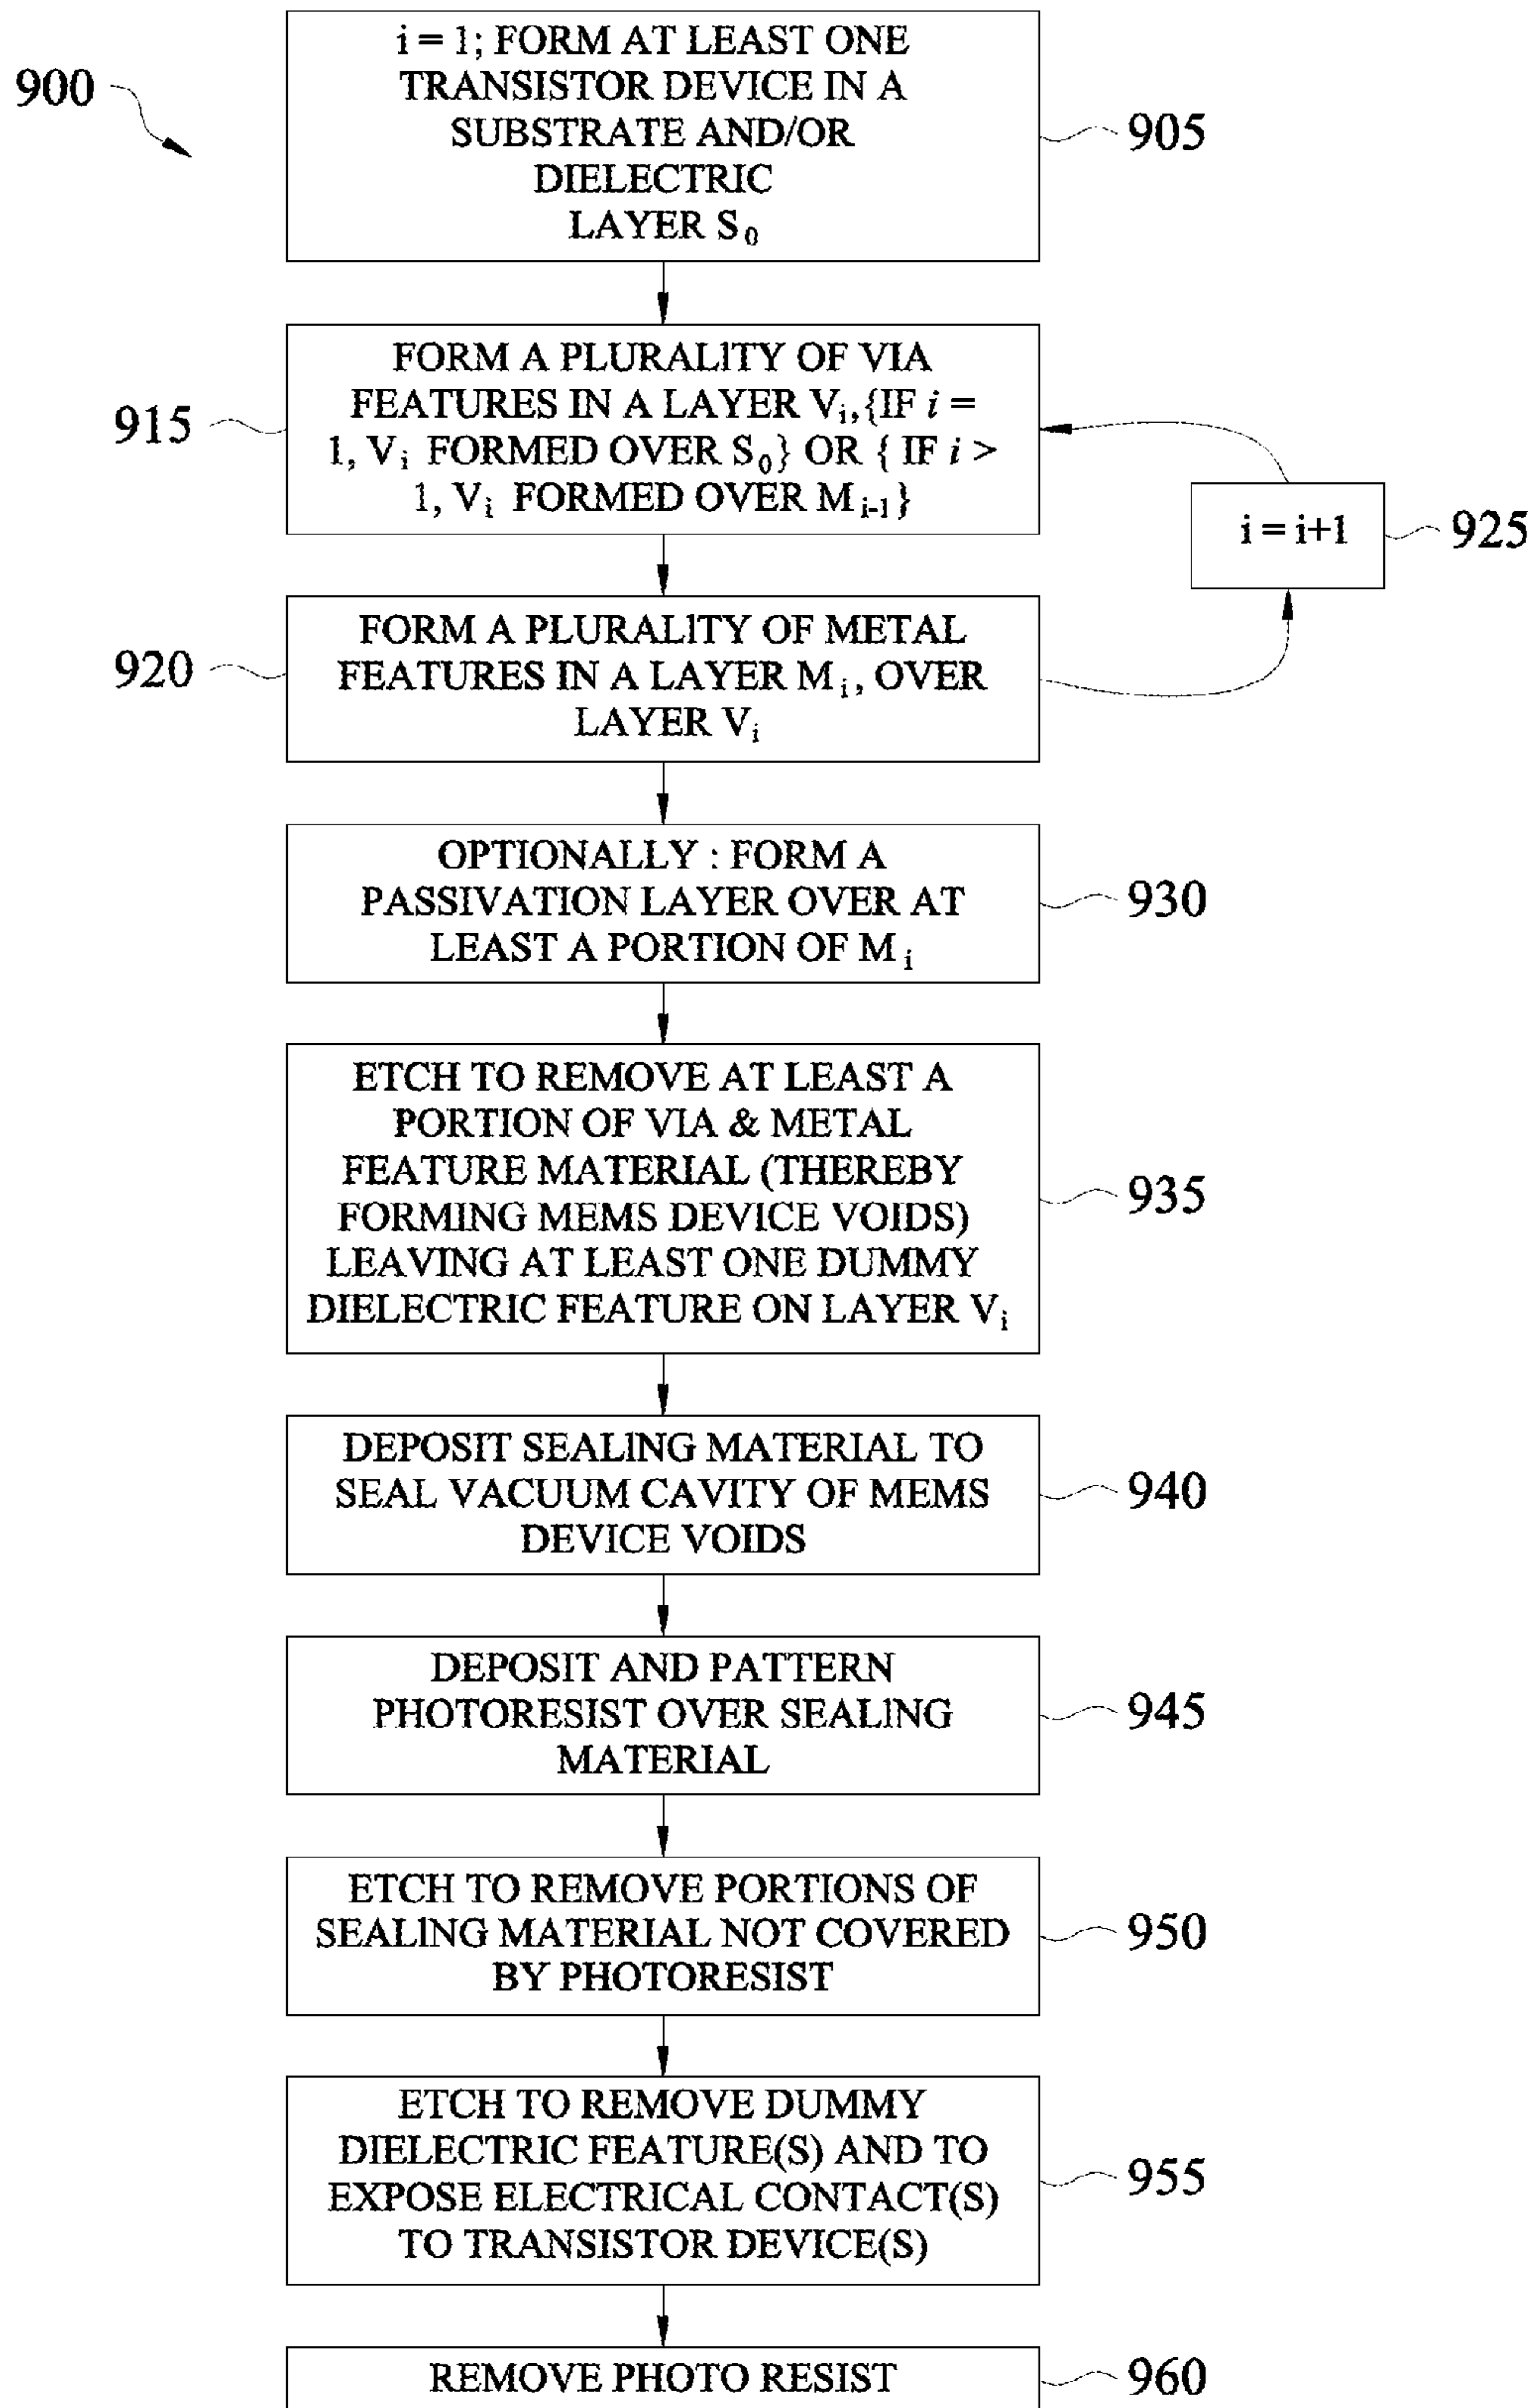 900
i = 1; FORM AT LEAST ONE
TRANSISTOR DEVICE IN A
SUBSTRATE AND/OR
DIELECTRIC
LAYER S₀
905
FORM A PLURALITY OF VIA
FEATURES IN A LAYER Vᵢ,{IF i =
1, Vᵢ FORMED OVER S₀} OR { IF i >
1, Vᵢ FORMED OVER Mᵢ₋₁}
915
i = i+1
925
FORM A PLURALITY OF METAL
FEATURES IN A LAYER Mᵢ, OVER
LAYER Vᵢ
920
OPTIONALLY : FORM A
PASSIVATION LAYER OVER AT
LEAST A PORTION OF Mᵢ
930
ETCH TO REMOVE AT LEAST A
PORTION OF VIA & METAL
FEATURE MATERIAL (THEREBY
FORMING MEMS DEVICE VOIDS)
LEAVING AT LEAST ONE DUMMY
DIELECTRIC FEATURE ON LAYER Vᵢ
935
DEPOSIT SEALING MATERIAL TO
SEAL VACUUM CAVITY OF MEMS
DEVICE VOIDS
940
DEPOSIT AND PATTERN
PHOTORESIST OVER SEALING
MATERIAL
945
ETCH TO REMOVE PORTIONS OF
SEALING MATERIAL NOT COVERED
BY PHOTORESIST
950
ETCH TO REMOVE DUMMY
DIELECTRIC FEATURE(S) AND TO
EXPOSE ELECTRICAL CONTACT(S)
TO TRANSISTOR DEVICE(S)
955
REMOVE PHOTO RESIST
960